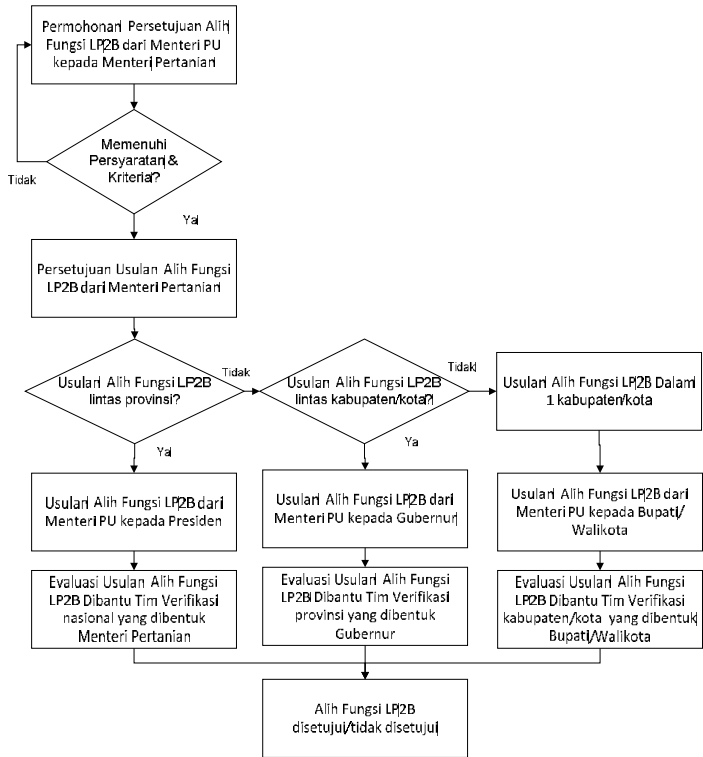 Permohonan Persetujuan Alih
Fungsi LP2B dari Menteri PU
kepada Menteri Pertanian
Memenuhi
Persyaratan &
Kriteria?
Tidak
Ya
Persetujuan Usulan Alih Fungsi
LP2B dari Menteri Pertanian
Usulan Alih Fungsi LP2B
lintas provinsi?
Tidak
Usulan Alih Fungsi LP2B
lintas kabupaten/kota?
Tidak
Usulan Alih Fungsi LP2B Dalam
1 kabupaten/kota
Ya
Ya
Usulan Alih Fungsi LP2B dari
Menteri PU kepada Presiden
Usulan Alih Fungsi LP2B dari
Menteri PU kepada Gubernur
Usulan Alih Fungsi LP2B dari
Menteri PU kepada Bupati/
Walikota
Evaluasi Usulan Alih Fungsi
LP2B Dibantu Tim Verifikasi
nasional yang dibentuk
Menteri Pertanian
Evaluasi Usulan Alih Fungsi
LP2B Dibantu Tim Verifikasi
provinsi yang dibentuk
Gubernur
Evaluasi Usulan Alih Fungsi
LP2B Dibantu Tim Verifikasi
kabupaten/kota yang dibentuk
Bupati/Walikota
Alih Fungsi LP2B
disetujui/tidak disetujui